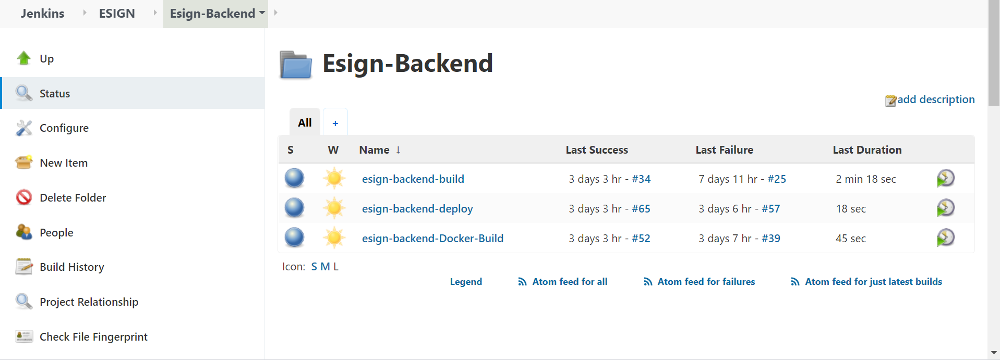 Jenkins ESIGN Esign-Backend
Up
Status
Configure
New Item
Delete Folder
People
Build History
Project Relationship
Check File Fingerprint
Esign-Backend
add description
All +
S W Name ↓ Last Success Last Failure Last Duration
esign-backend-build 3 days 3 hr - #34 7 days 11 hr - #25 2 min 18 sec
esign-backend-deploy 3 days 3 hr - #65 3 days 6 hr - #57 18 sec
esign-backend-Docker-Build 3 days 3 hr - #52 3 days 7 hr - #39 45 sec
Icon: S M L
Legend Atom feed for all Atom feed for failures Atom feed for just latest builds